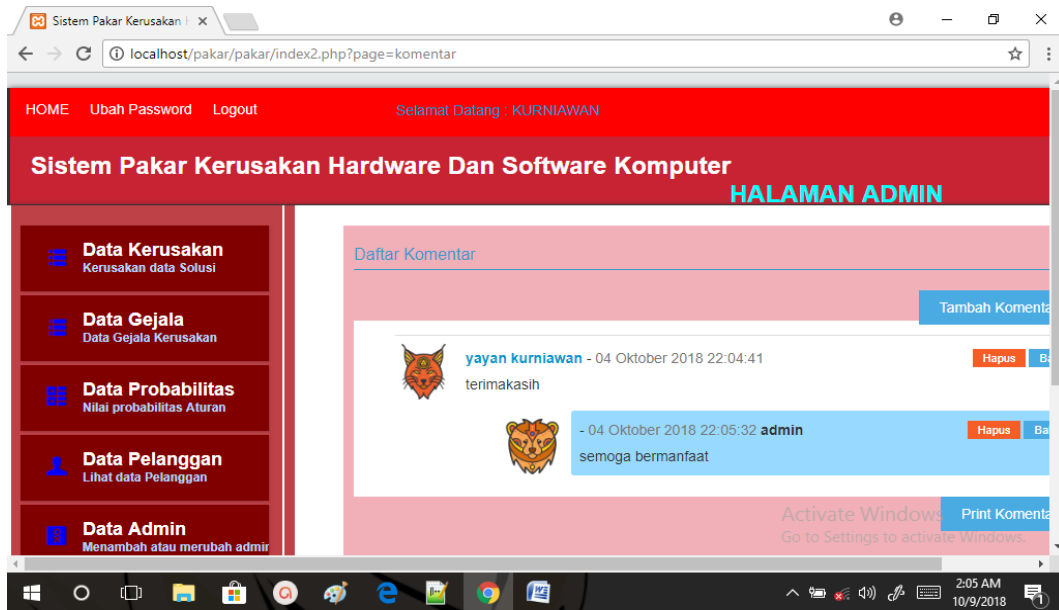 Sistem Pakar Kerusakan
localhost/pakar/pakar/index2.php?page=komentar
HOME Ubah Password Logout Selamat Datang : KURNIAWAN
Sistem Pakar Kerusakan Hardware Dan Software Komputer
HALAMAN ADMIN
Data Kerusakan
Kerusakan data Solusi
Data Gejala
Data Gejala Kerusakan
Data Probabilitas
Nilai probabilitas Aturan
Data Pelanggan
Lihat data Pelanggan
Data Admin
Menambah atau merubah admin
Daftar Komentar
Tambah Komenta
yayan kurniawan - 04 Oktober 2018 22:04:41
Hapus Ba
terimakasih
- 04 Oktober 2018 22:05:32 admin
Hapus Ba
semoga bermanfaat
Print Komenta
Activate Windows
Go to Settings to activate Windows.
2:05 AM
10/9/2018